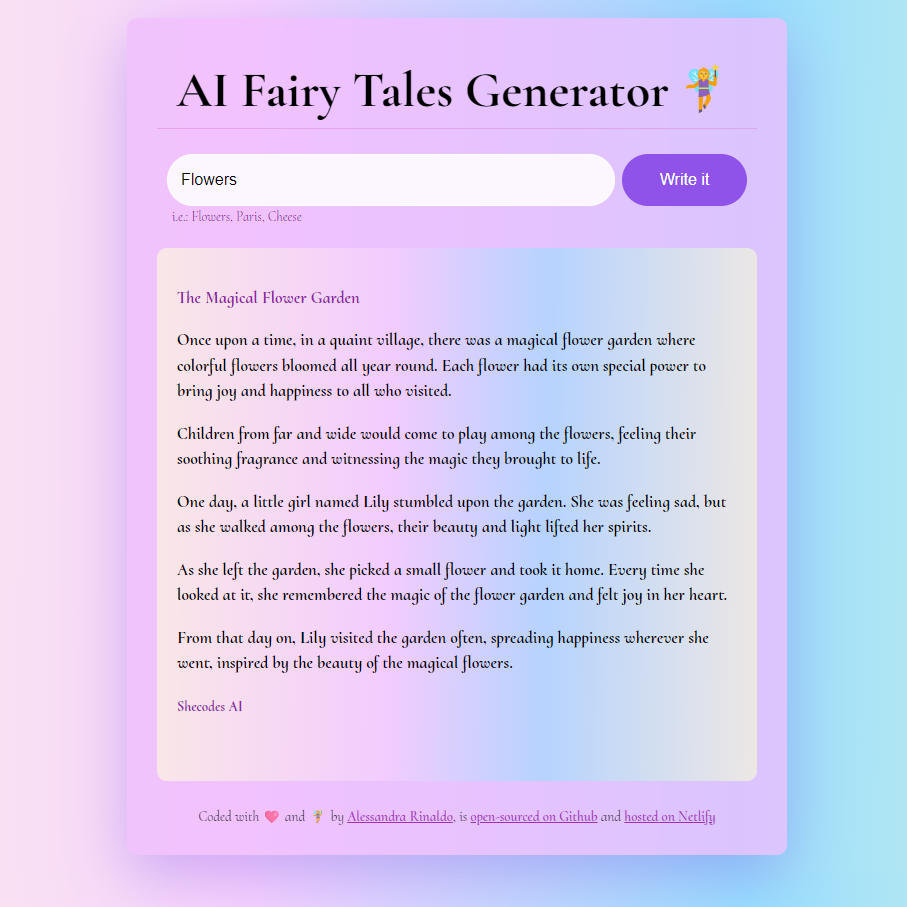 AI Fairy Tales Generator
Flowers
Write it
i.e.: Flowers, Paris, Cheese
The Magical Flower Garden
Once upon a time, in a quaint village, there was a magical flower garden where
colorful flowers bloomed all year round. Each flower had its own special power to
bring joy and happiness to all who visited.
Children from far and wide would come to play among the flowers, feeling their
soothing fragrance and witnessing the magic they brought to life.
One day, a little girl named Lily stumbled upon the garden. She was feeling sad, but
as she walked among the flowers, their beauty and light lifted her spirits.
As she left the garden, she picked a small flower and took it home. Every time she
looked at it, she remembered the magic of the flower garden and felt joy in her heart.
From that day on, Lily visited the garden often, spreading happiness wherever she
went, inspired by the beauty of the magical flowers.
Shecodes AI
Coded with 💖 and 🧚 by Alessandra Rinaldo, is open-sourced on Github and hosted on Netlify